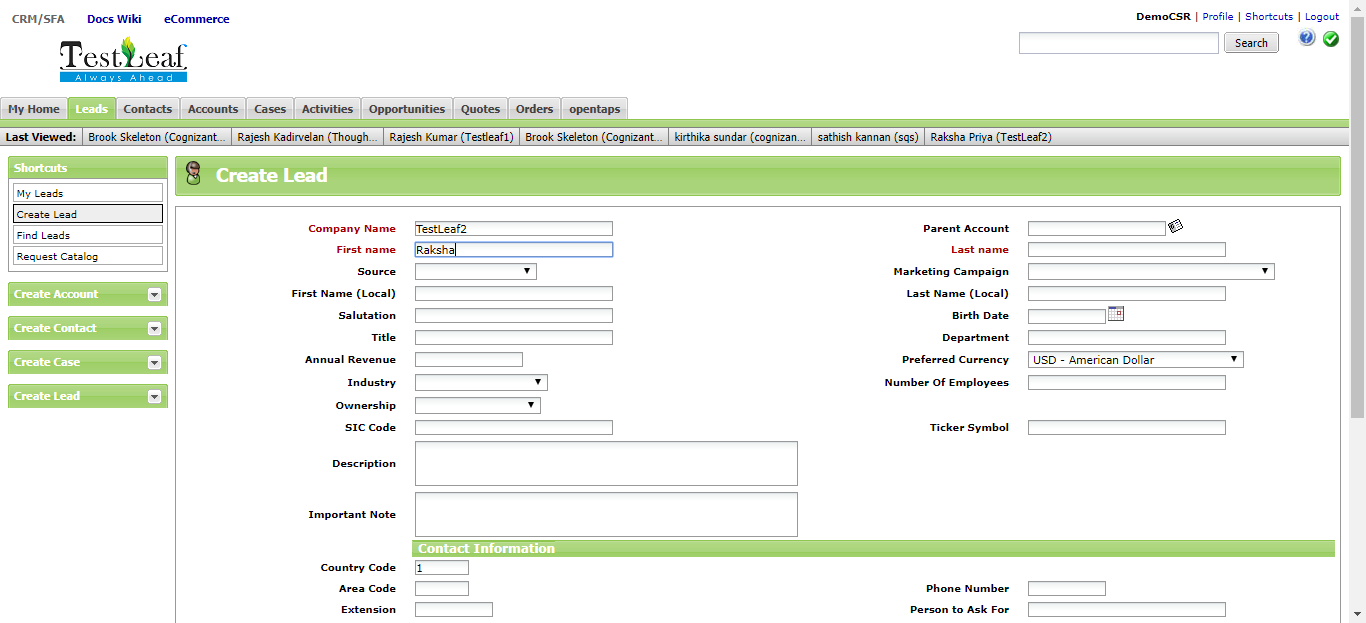 CRM/SFA Docs Wiki eCommerce
DemoCSR | Profile | Shortcuts | Logout
TestLeaf
Always Ahead
Search
My Home Leads Contacts Accounts Cases Activities Opportunities Quotes Orders opentaps
Last Viewed: Brook Skeleton (Cognizant... Rajesh Kadirvelan (Though... Rajesh Kumar (Testleaf1) Brook Skeleton (Cognizant... kirthika sundar (cognizan... sathish kannan (sqs) Raksha Priya (TestLeaf2)
Shortcuts
My Leads
Create Lead
Find Leads
Request Catalog
Create Account
Create Contact
Create Case
Create Lead
Create Lead
Company Name TestLeaf2 Parent Account
First name Raksha Last name
Source Marketing Campaign
First Name (Local) Last Name (Local)
Salutation Birth Date
Title Department
Annual Revenue Preferred Currency USD - American Dollar
Industry Number Of Employees
Ownership
SIC Code Ticker Symbol
Description
Important Note
Contact Information
Country Code 1
Area Code Phone Number
Extension Person to Ask For